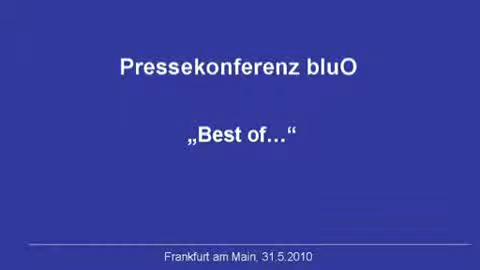 Pressekonferenz bluO
„Best of…“
Frankfurt am Main, 31.5.2010